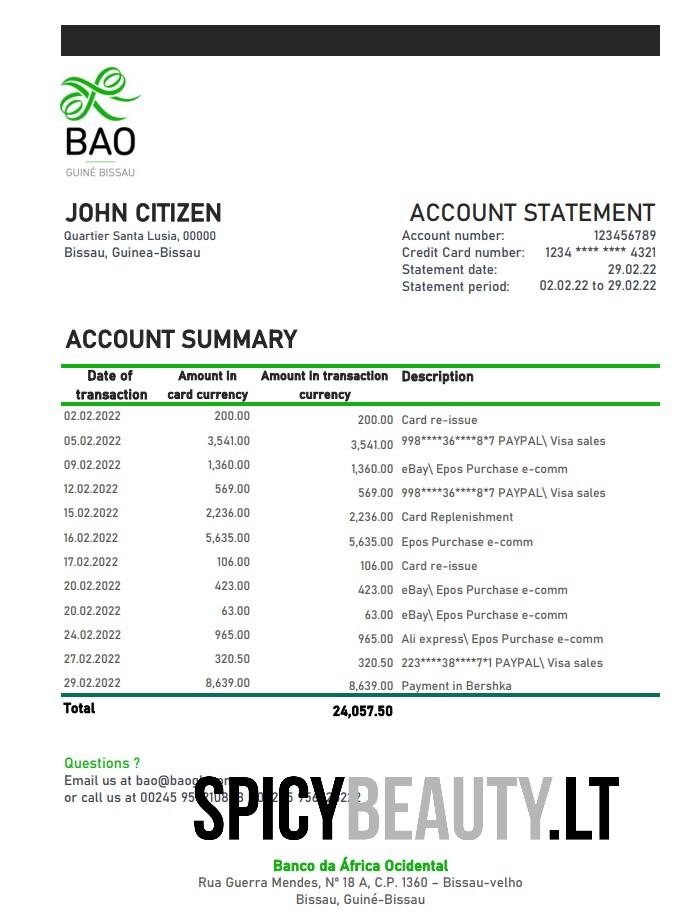 BAO
GUINÉ BISSAU
JOHN CITIZEN
Quartier Santa Lusia, 00000
Bissau, Guinea-Bissau
ACCOUNT STATEMENT
Account number: 123456789
Credit Card number: 1234 **** **** 4321
Statement date: 29.02.22
Statement period: 02.02.22 to 29.02.22
ACCOUNT SUMMARY
Date of transaction Amount in card currency Amount in transaction currency Description
02.02.2022 200.00 200.00 Card re-issue
05.02.2022 3,541.00 3,541.00 998****36****8*7 PAYPAL\ Visa sales
09.02.2022 1,360.00 1,360.00 eBay\ Epos Purchase e-comm
12.02.2022 569.00 569.00 998****36****8*7 PAYPAL\ Visa sales
15.02.2022 2,236.00 2,236.00 Card Replenishment
16.02.2022 5,635.00 5,635.00 Epos Purchase e-comm
17.02.2022 106.00 106.00 Card re-issue
20.02.2022 423.00 423.00 eBay\ Epos Purchase e-comm
20.02.2022 63.00 63.00 eBay\ Epos Purchase e-comm
24.02.2022 965.00 965.00 Ali express\ Epos Purchase e-comm
27.02.2022 320.50 320.50 223****38****7*1 PAYPAL\ Visa sales
29.02.2022 8,639.00 8,639.00 Payment in Bershka
Total 24,057.50
Questions ?
Email us at
or call us at 00245
SPICYBEAUTY.LT
Banco da África Ocidental
Rua Guerra Mendes, Nº 18 A, C.P. 1360 – Bissau-velho
Bissau, Guiné-Bissau